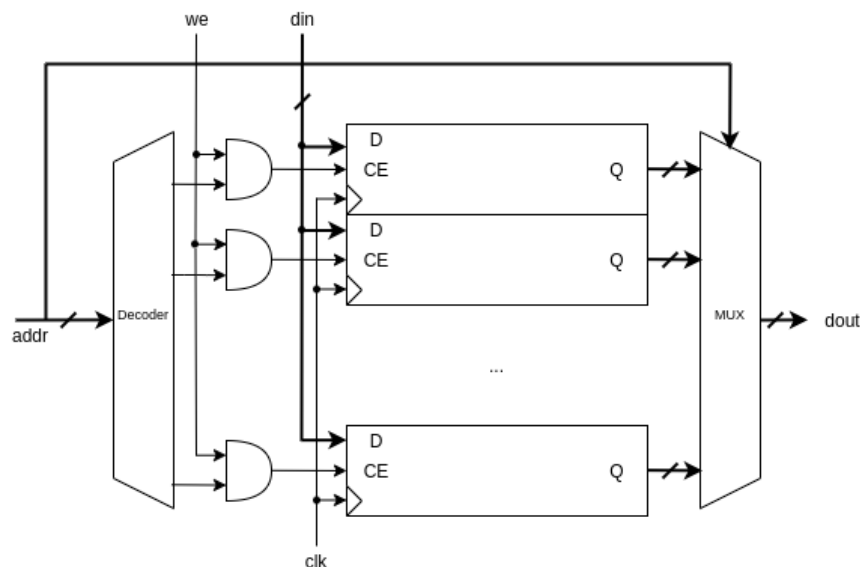 we
din
D
CE
Q
D
CE
Q
Decoder
MUX
addr
dout
...
D
CE
Q
clk